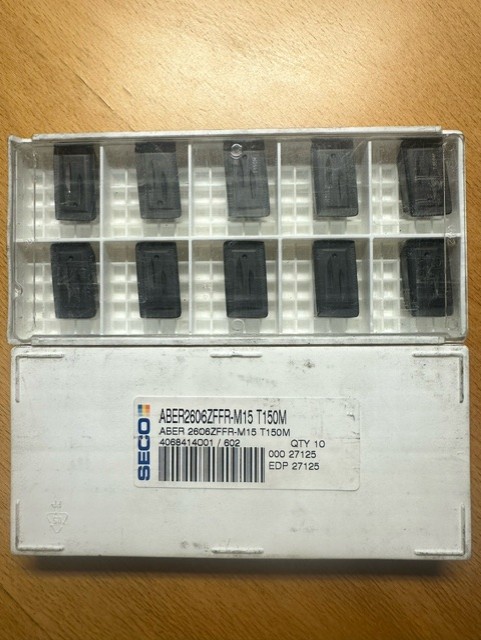 SECO
ABER2606ZFFR-M15 T150M
ABER 2606ZFFR-M15 T150M
4068414001 / 602 QTY 10
000 27125
EDP 27125